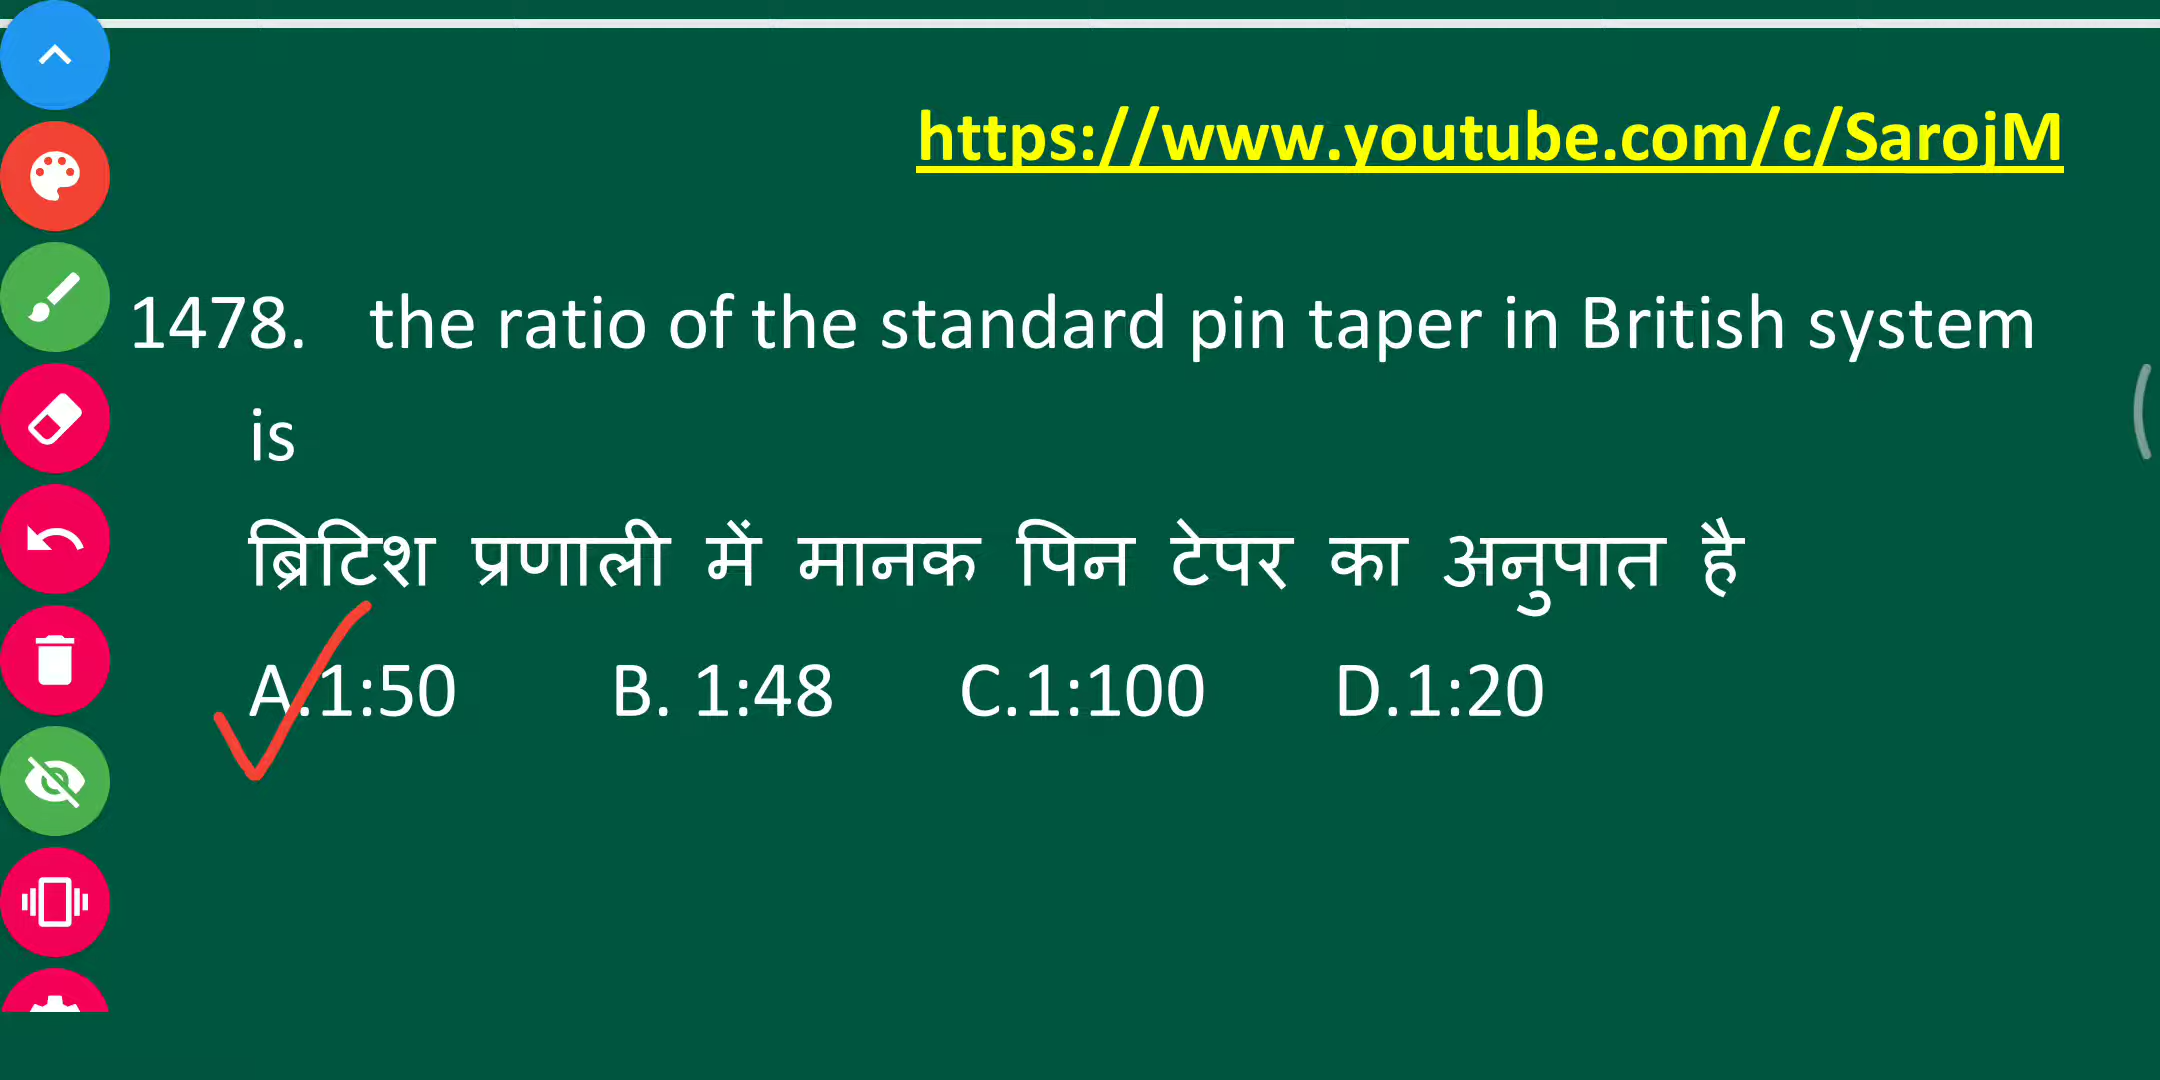 https://www.youtube.com/c/SarojM
1478. the ratio of the standard pin taper in British system
is
ब्रिटिश प्रणाली में मानक पिन टेपर का अनुपात है
A.1:50 B. 1:48 C.1:100 D.1:20